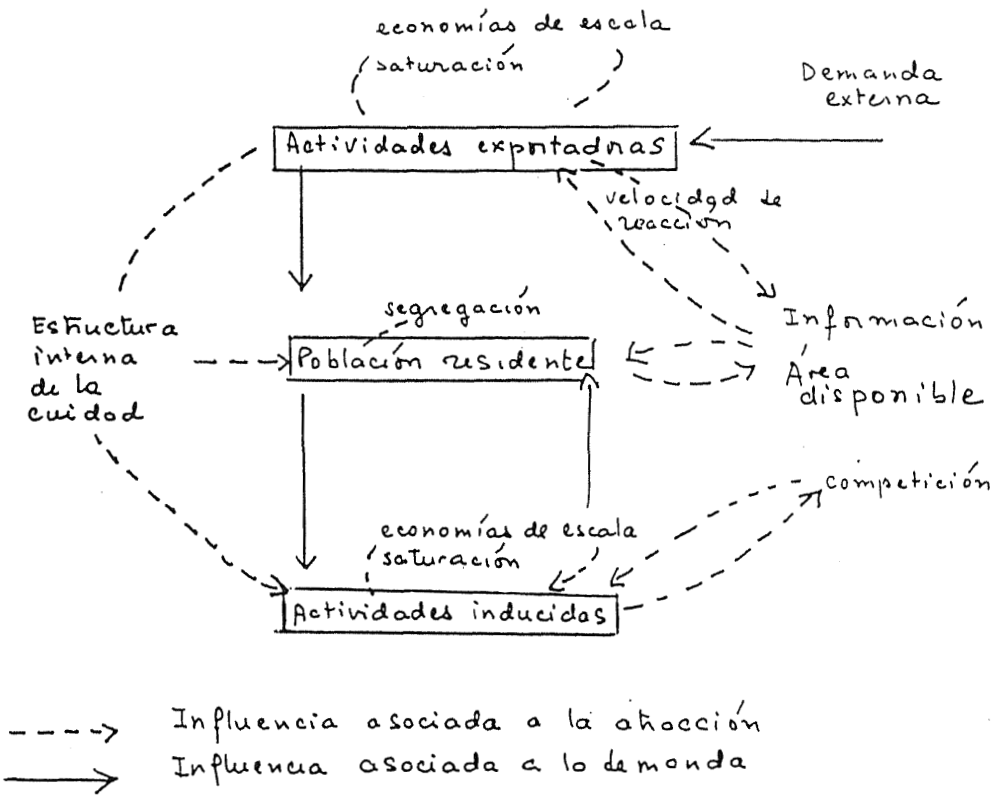 economías de escala
saturación
Demanda
externa
Actividades exportadoras
velocidad de
reacción
segregación
Información
Estructura
interna
de la
cuidad
Población residente
Área
disponible
competición
economías de escala
saturación
Actividades inducidas
Influencia asociada a la atracción
Influencia asociada a la demanda